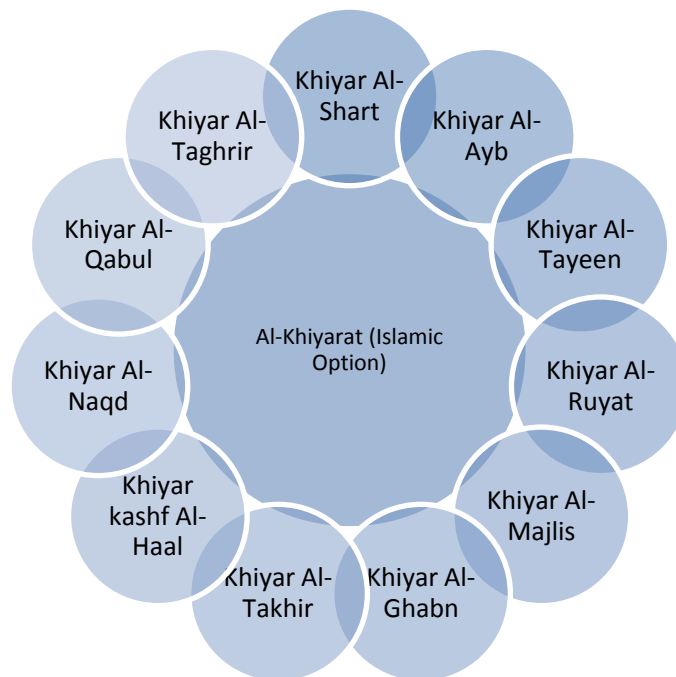 Khiyar Al-
Shart
Khiyar Al-
Ayb
Khiyar Al-
Tayeen
Khiyar Al-
Ruyat
Khiyar Al-
Majlis
Khiyar Al-
Ghabn
Khiyar Al-
Takhir
Khiyar
kashf Al-
Haal
Khiyar Al-
Naqd
Khiyar Al-
Qabul
Khiyar Al-
Taghrir
Al-Khiyarat (Islamic
Option)